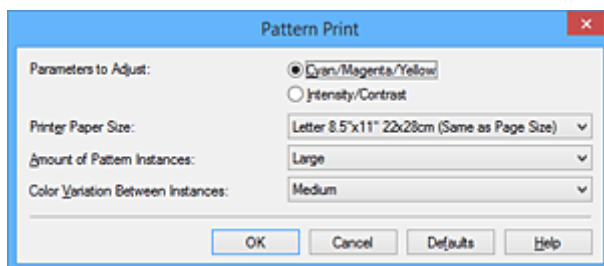 Pattern Print
Parameters to Adjust: Cyan/Magenta/Yellow
Intensity/Contrast
Printer Paper Size: Letter 8.5"x11" 22x28cm (Same as Page Size)
Amount of Pattern Instances: Large
Color Variation Between Instances: Medium
OK Cancel Defaults Help